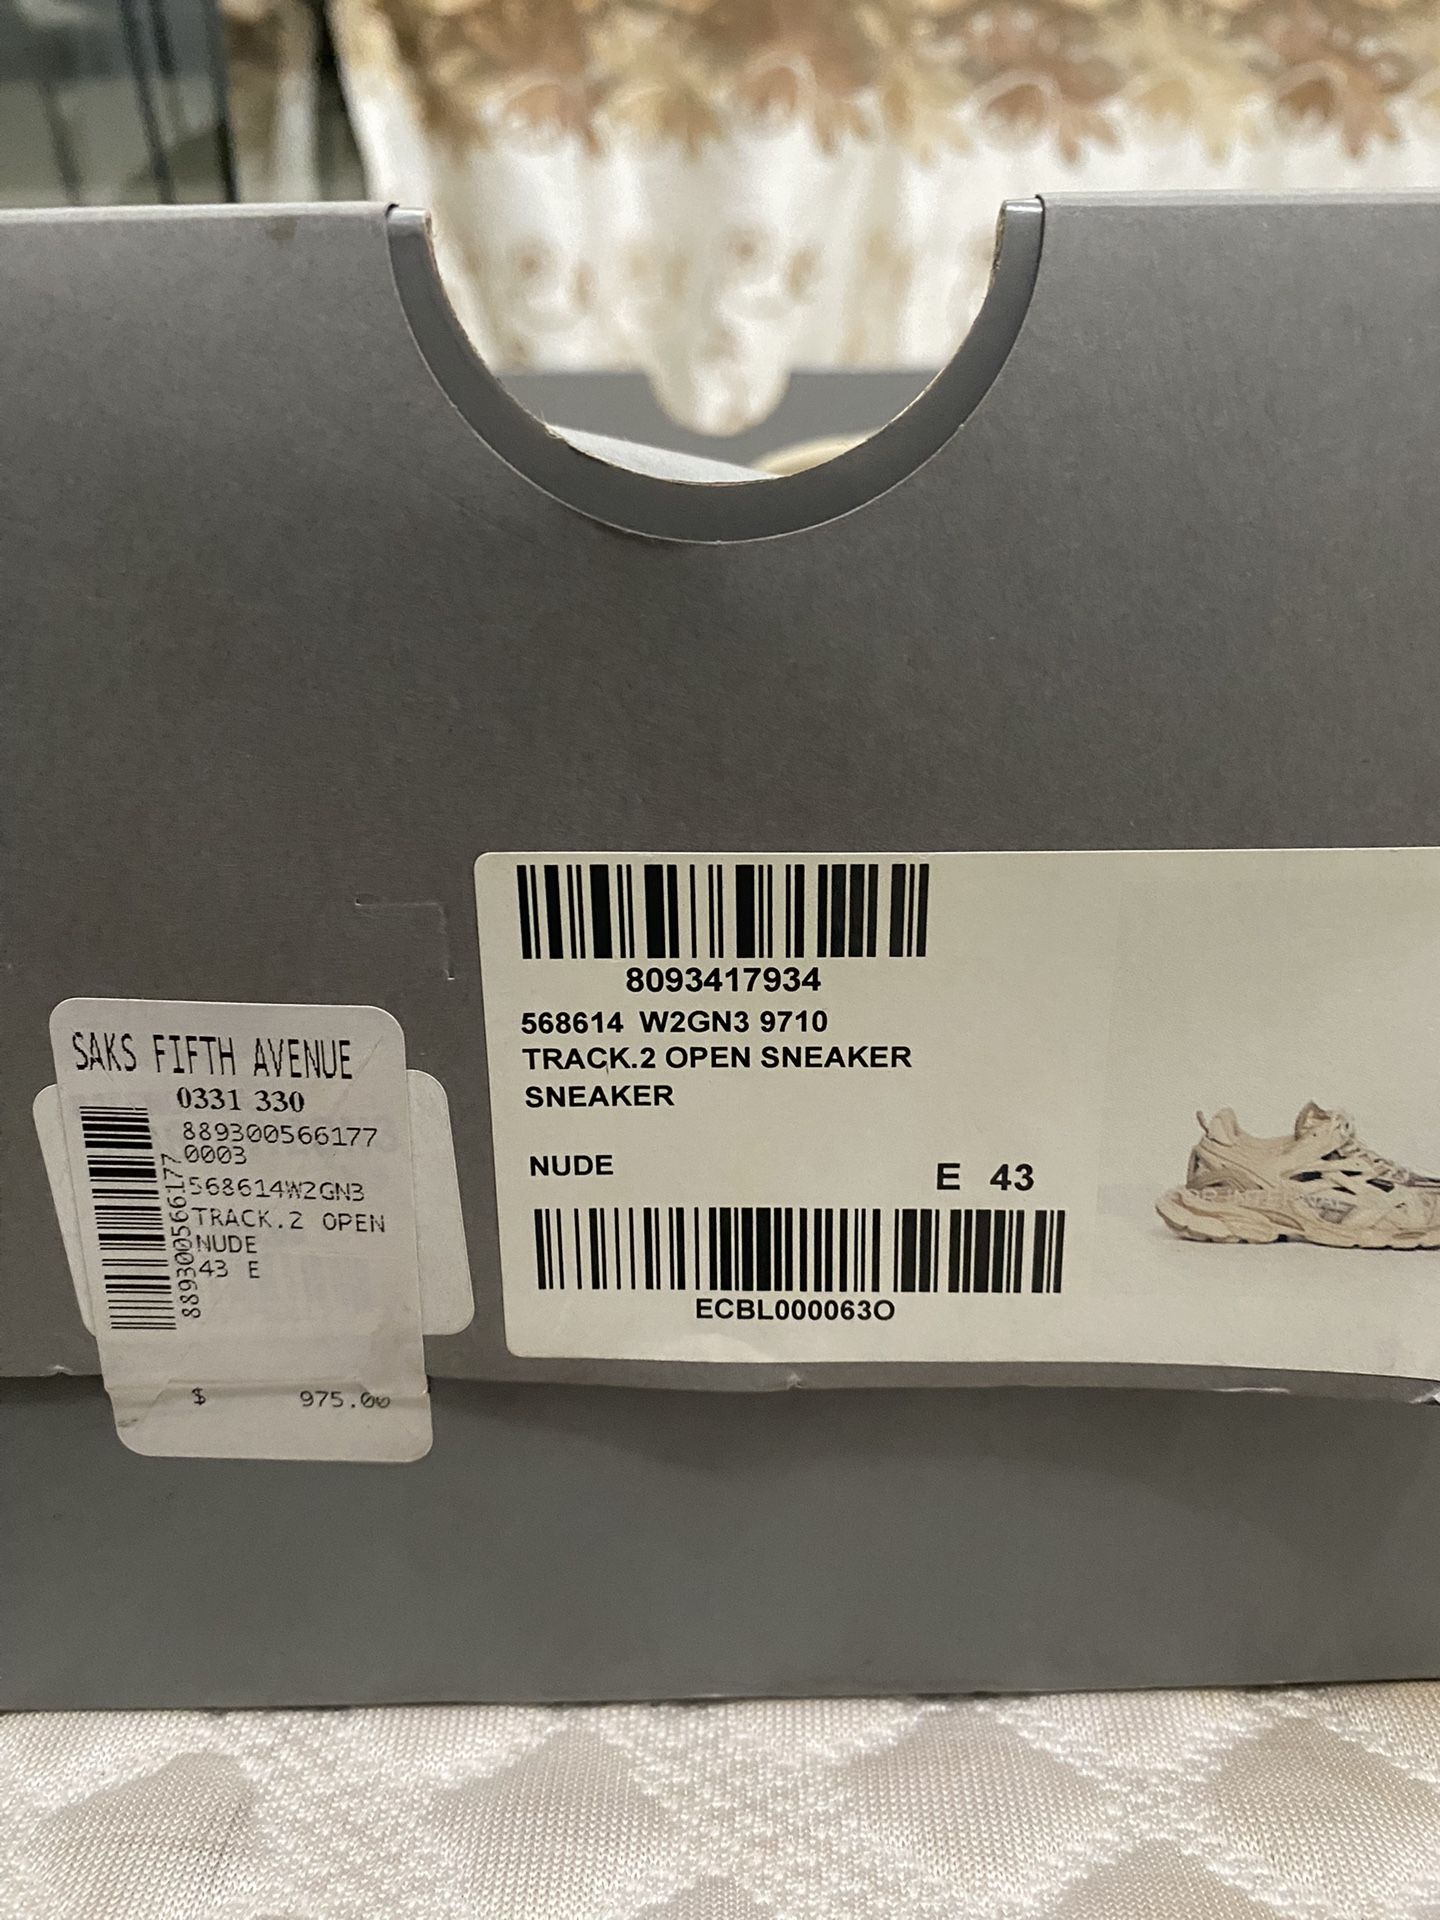 8093417934
568614 W2GN3 9710
TRACK.2 OPEN SNEAKER
SNEAKER
NUDE
E 43
ECBL000063O
SAKS FIFTH AVENUE
0331 330
889300566177
0003
568614W2GN3
TRACK.2 OPEN
NUDE
43 E
889300566177
$ 975.00